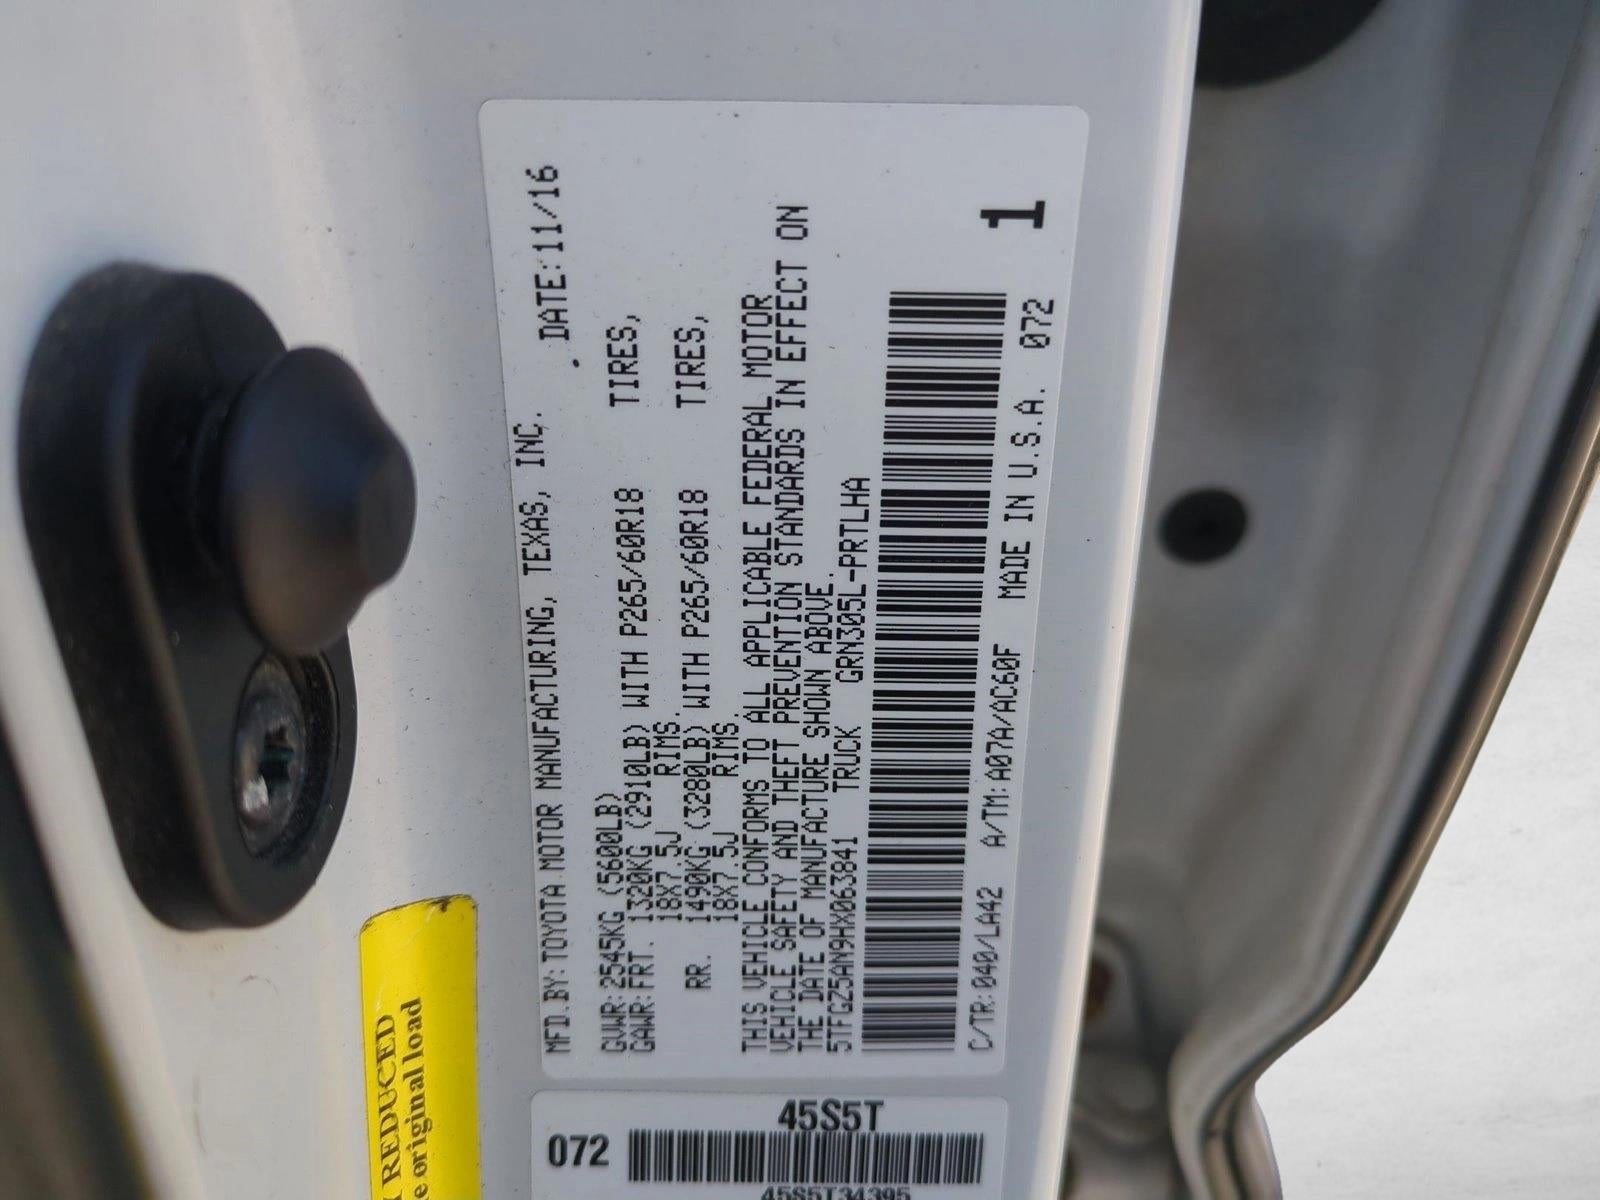 MFD.BY:TOYOTA MOTOR MANUFACTURING, TEXAS, INC. DATE:11/16
GVWR:2545KG (5600LB)
GAWR:FRT. 1320KG (2910LB) WITH P265/60R18 TIRES,
18X7.5J RIMS.
RR. 1490KG (3280LB) WITH P265/60R18 TIRES,
18X7.5J RIMS.
THIS VEHICLE CONFORMS TO ALL APPLICABLE FEDERAL MOTOR
VEHICLE SAFETY AND THEFT PREVENTION STANDARDS IN EFFECT ON
THE DATE OF MANUFACTURE SHOWN ABOVE.
5TFGZ5AN9HX063841 TRUCK GRN305L-PRTLHA
C/TR:040/LA42 A/TM:A07A/AC60F MADE IN U.S.A. 072
1
45S5T
072
45S5T34395
REDUCED
original load